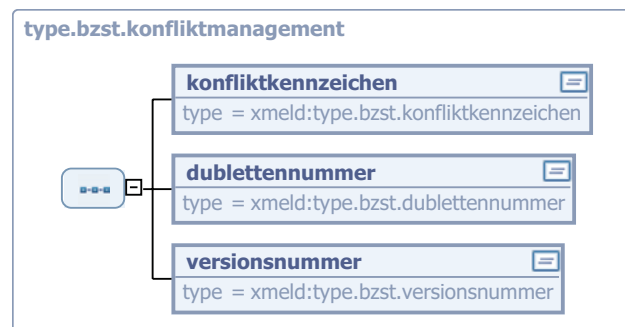 type.bzst.konfliktmanagement
konfliktkennzeichen
type = xmeld:type.bzst.konfliktkennzeichen
dublettennummer
type = xmeld:type.bzst.dublettennummer
versionsnummer
type = xmeld:type.bzst.versionsnummer